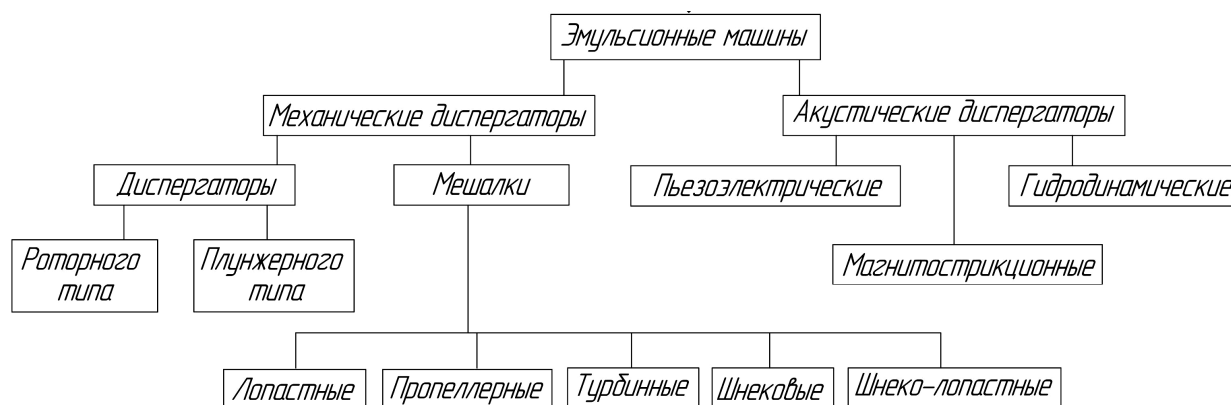 Эмульсионные машины
Механические диспергаторы
Акустические диспергаторы
Диспергаторы
Мешалки
Пьезоэлектрические
Гидродинамические
Роторного
типа
Плунжерного
типа
Магнитострикционные
Лопастные
Пропеллерные
Турбинные
Шнековые
Шнеко-лопастные